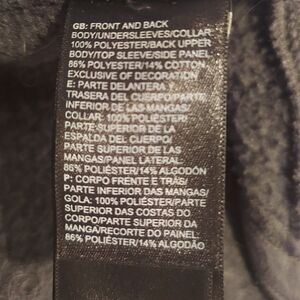 GB: FRONT AND BACK
BODY/UNDERSLEEVES/COLLAR
100% POLYESTER/BACK UPPER
BODY/TOP SLEEVE/SIDE PANEL
86% POLYESTER/14% COTTON
EXCLUSIVE OF DECORATION
E: PARTE DELANTERA Y
TRASERA DEL CUERPO/PARTE
INFERIOR DE LAS MANGAS/
COLLAR: 100% POLIÉSTER/
PARTE SUPERIOR DE LA
ESPALDA DEL CUERPO/
PARTE SUPERIOR DE LAS
MANGAS/PANEL LATERAL:
86% POLIÉSTER/14% ALGODÓN
P: CORPO FRENTE E TRÁS/
PARTE INFERIOR DAS MANGAS/
GOLA: 100% POLIÉSTER/PARTE
SUPERIOR DAS COSTAS DO
CORPO/PARTE SUPERIOR DA
MANGA/RECORTE DO PAINEL:
86% POLIÉSTER/14% ALGODÃO